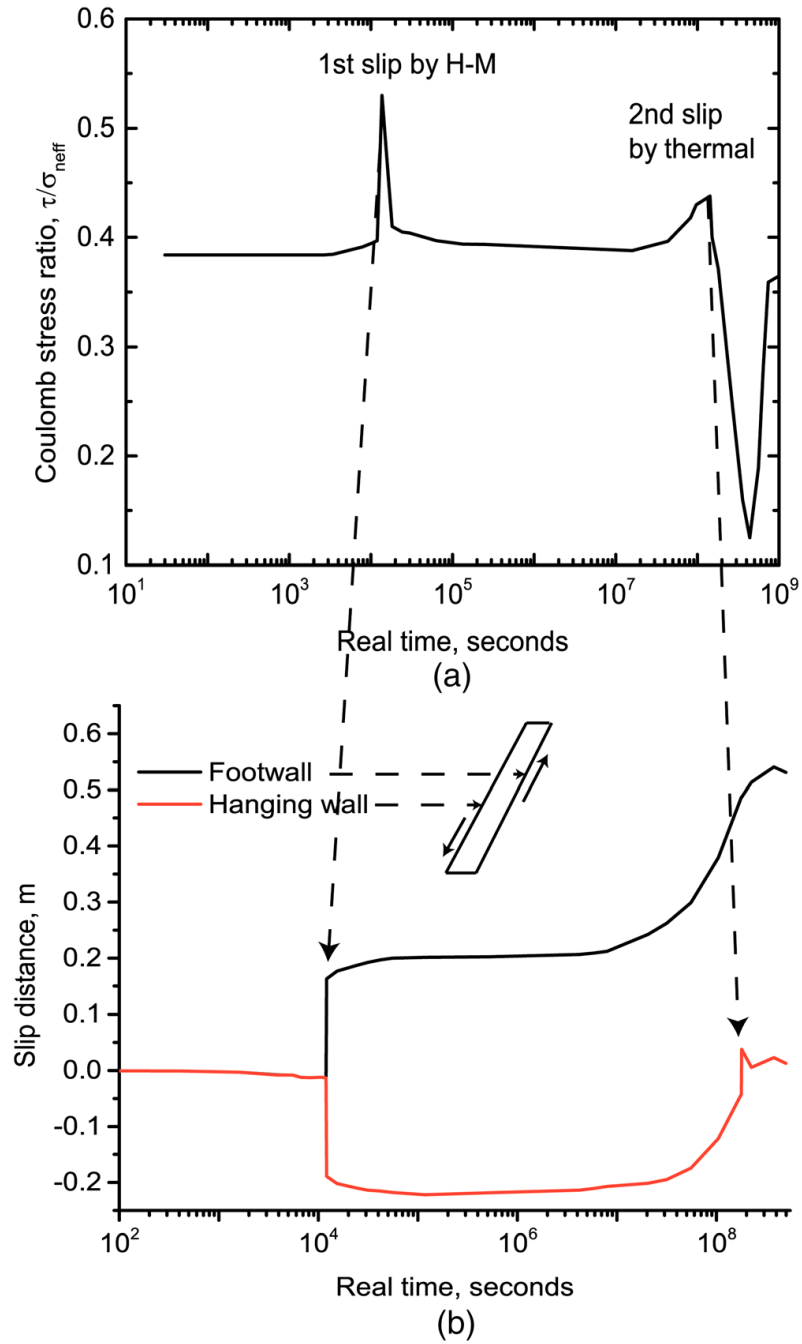 0.6
1st slip by H-M
0.5
2nd slip
by thermal
0.4
0.3
0.2
0.1
Coulomb stress ratio, τ/σneff
10¹ 10³ 10⁵ 10⁷ 10⁹
Real time, seconds
(a)
0.6
Footwall
0.5
Hanging wall
0.4
0.3
0.2
0.1
0.0
-0.1
-0.2
Slip distance, m
10² 10⁴ 10⁶ 10⁸
Real time, seconds
(b)